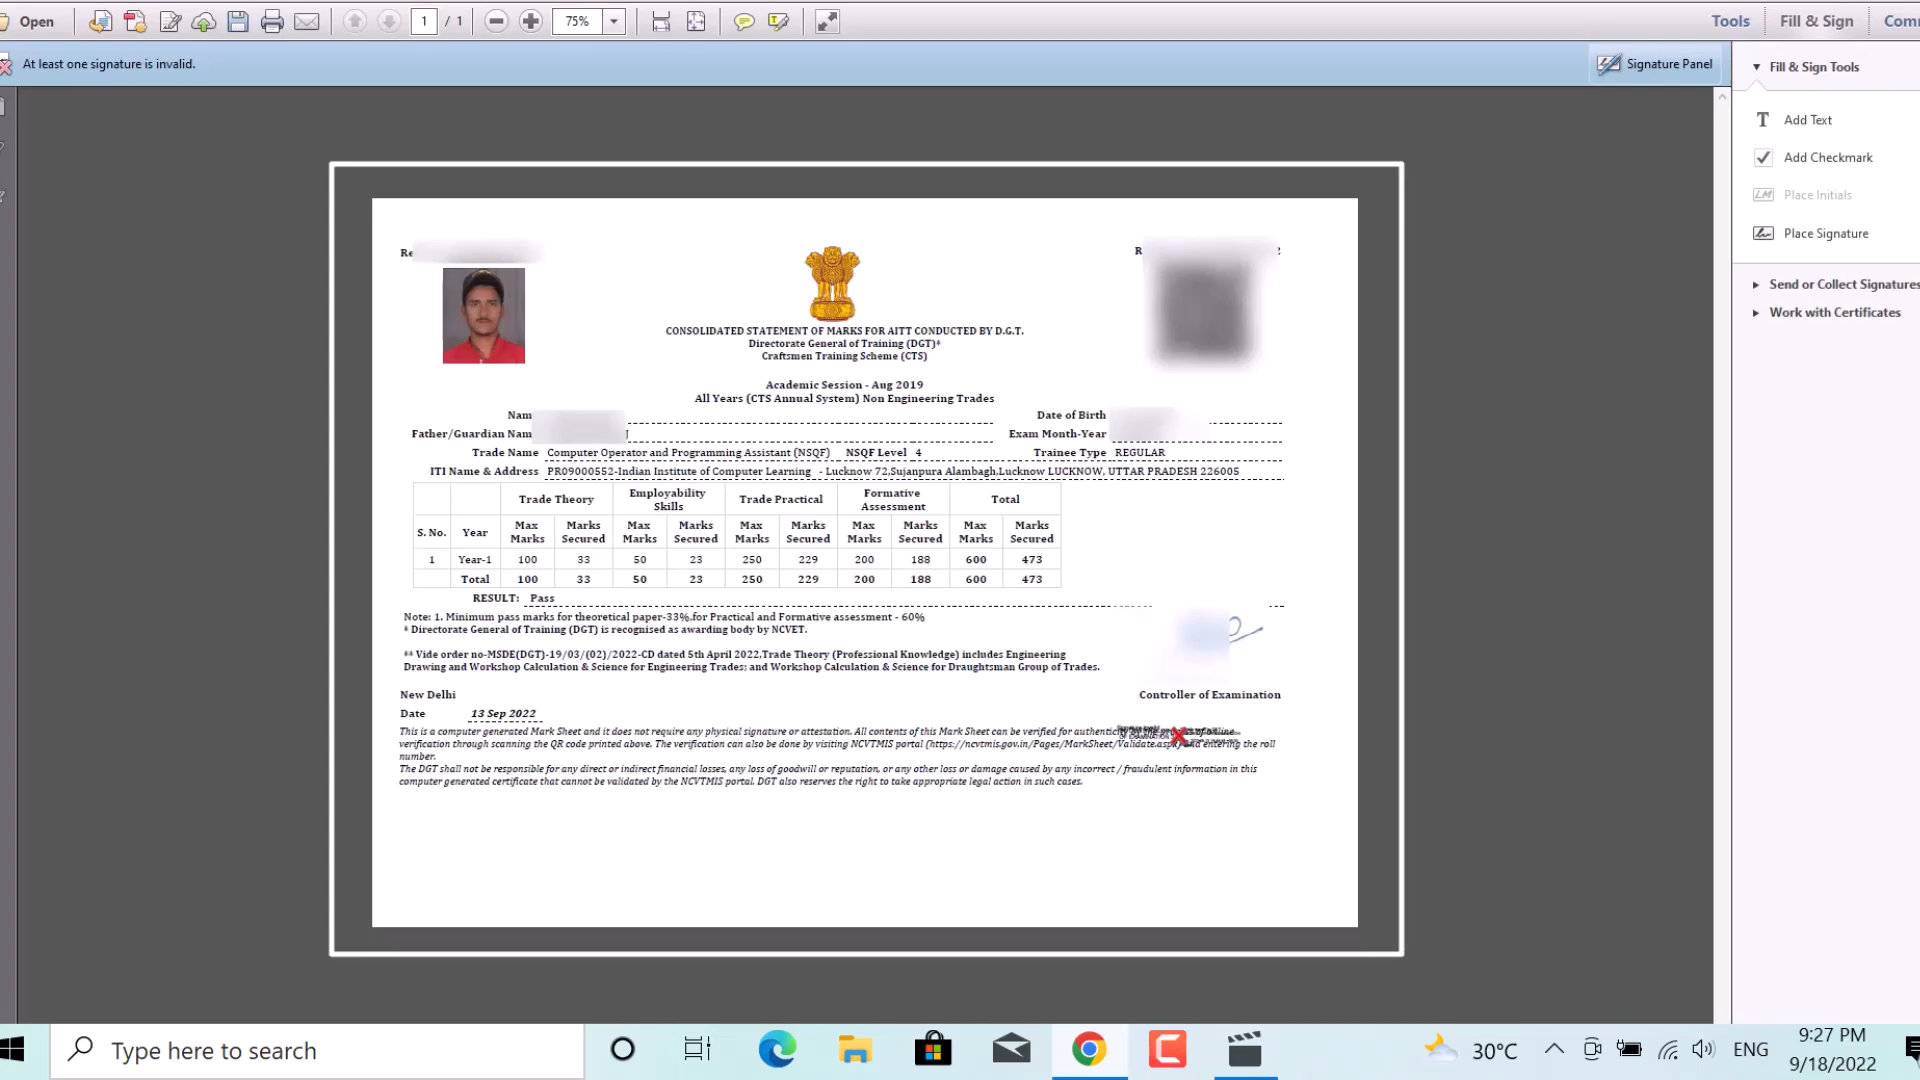 Open
1 / 1
75%
Tools
Fill & Sign
At least one signature is invalid.
Signature Panel
Fill & Sign Tools
Add Text
Add Checkmark
Place Initials
Place Signature
Send or Collect Signatures
Work with Certificates
CONSOLIDATED STATEMENT OF MARKS FOR AITT CONDUCTED BY D.G.T.
Directorate General of Training (DGT)*
Craftsmen Training Scheme (CTS)
Academic Session - Aug 2019
All Years (CTS Annual System) Non Engineering Trades
Nam
Date of Birth
Father/Guardian Nam
Exam Month-Year
Trade Name Computer Operator and Programming Assistant (NSQF) NSQF Level 4 Trainee Type REGULAR
ITI Name & Address PR09000552-Indian Institute of Computer Learning - Lucknow 72,Sujanpura Alambagh,Lucknow LUCKNOW, UTTAR PRADESH 226005
Trade Theory Employability Skills Trade Practical Formative Assessment Total
S. No. Year Max Marks Marks Secured Max Marks Marks Secured Max Marks Marks Secured Max Marks Marks Secured Max Marks Marks Secured
1 Year-1 100 33 50 23 250 229 200 188 600 473
Total 100 33 50 23 250 229 200 188 600 473
RESULT: Pass
Note: 1. Minimum pass marks for theoretical paper-33%,for Practical and Formative assessment - 60%
* Directorate General of Training (DGT) is recognised as awarding body by NCVET.
** Vide order no-MSDE(DGT)-19/03/(02)/2022-CD dated 5th April 2022,Trade Theory (Professional Knowledge) includes Engineering
Drawing and Workshop Calculation & Science for Engineering Trades; and Workshop Calculation & Science for Draughtsman Group of Trades.
New Delhi
Controller of Examination
Date 13 Sep 2022
This is a computer generated Mark Sheet and it does not require any physical signature or attestation. All contents of this Mark Sheet can be verified for
verification through scanning the QR code printed above. The verification can also be done by visiting NCVTMIS portal (https://ncvtmis.gov.in/Pages/MarkSheet/Validate.aspx) and entering the roll
number.
The DGT shall not be responsible for any direct or indirect financial losses, any loss of goodwill or reputation, or any other loss or damage caused by any incorrect / fraudulent information in this
computer generated certificate that cannot be validated by the NCVTMIS portal. DGT also reserves the right to take appropriate legal action in such cases.
Type here to search
30°C
ENG
9:27 PM
9/18/2022